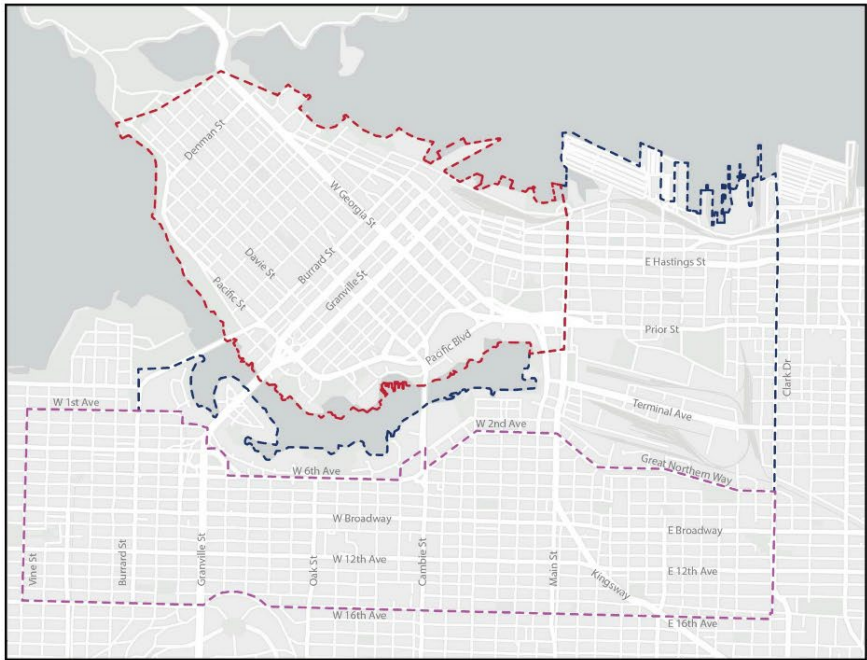 Denman St
W Georgia St
Davie St
Burrard St
Granville St
Pacific St
E Hastings St
Pacific Blvd
Prior St
Clark Dr
W 1st Ave
Terminal Ave
W 2nd Ave
Great Northern Way
W 6th Ave
W Broadway
E Broadway
Vine St
Burrard St
Granville St
Oak St
Cambie St
Main St
W 12th Ave
E 12th Ave
Kingsway
W 16th Ave
E 16th Ave